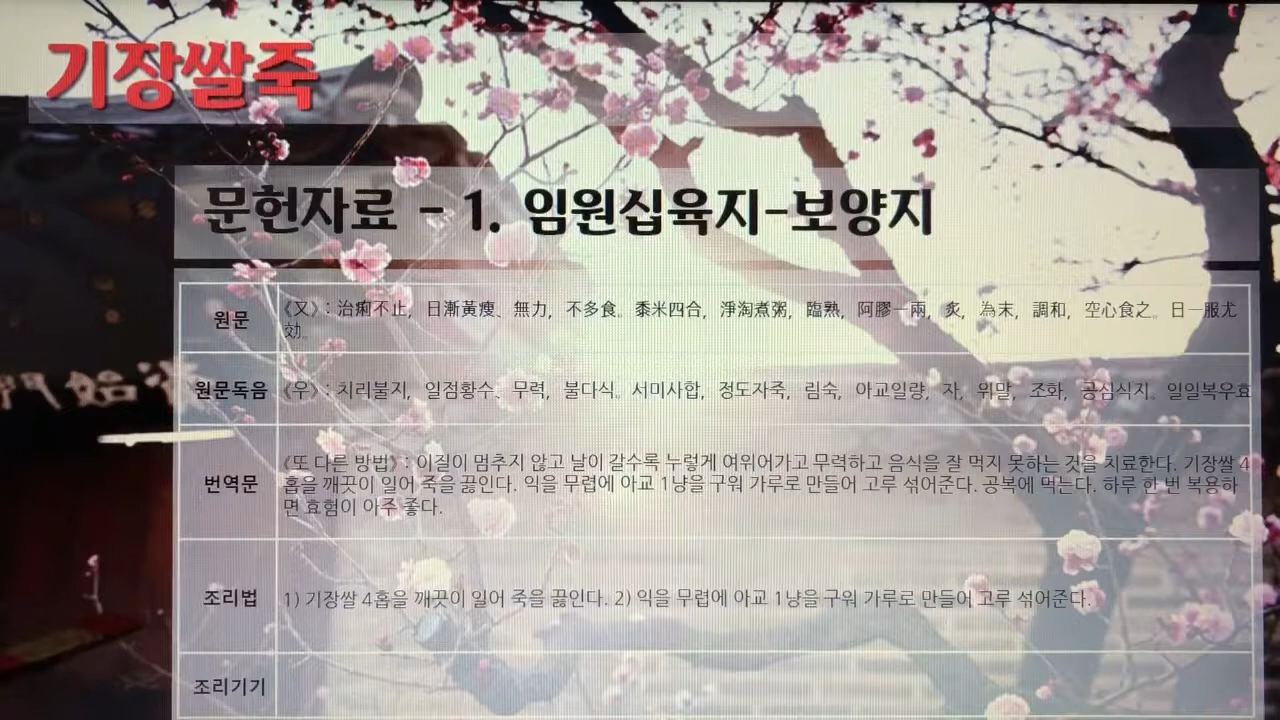 기장쌀죽
문헌자료 - 1. 임원십육지-보양지
원문
《又》: 治痢不止, 日漸黃瘦、無力, 不多食。黍米四合, 淨淘煮粥, 臨熟, 阿膠一兩, 炙, 為末, 調和, 空心食之。日一服尤
効。
원문독음
《우》: 치리불지, 일점황수、무력, 불다식。서미사합, 정도자죽, 림숙, 아교일량, 자, 위말, 조화, 공심식지。일일복우효
번역문
《또 다른 방법》: 이질이 멈추지 않고 날이 갈수록 누렇게 여위어가고 무력하고 음식을 잘 먹지 못하는 것을 치료한다. 기장쌀 4
홉을 깨끗이 일어 죽을 끓인다. 익을 무렵에 아교 1냥을 구워 가루로 만들어 고루 섞어준다. 공복에 먹는다. 하루 한 번 복용하
면 효험이 아주 좋다.
조리법
1) 기장쌀 4홉을 깨끗이 일어 죽을 끓인다. 2) 익을 무렵에 아교 1냥을 구워 가루로 만들어 고루 섞어준다.
조리기기